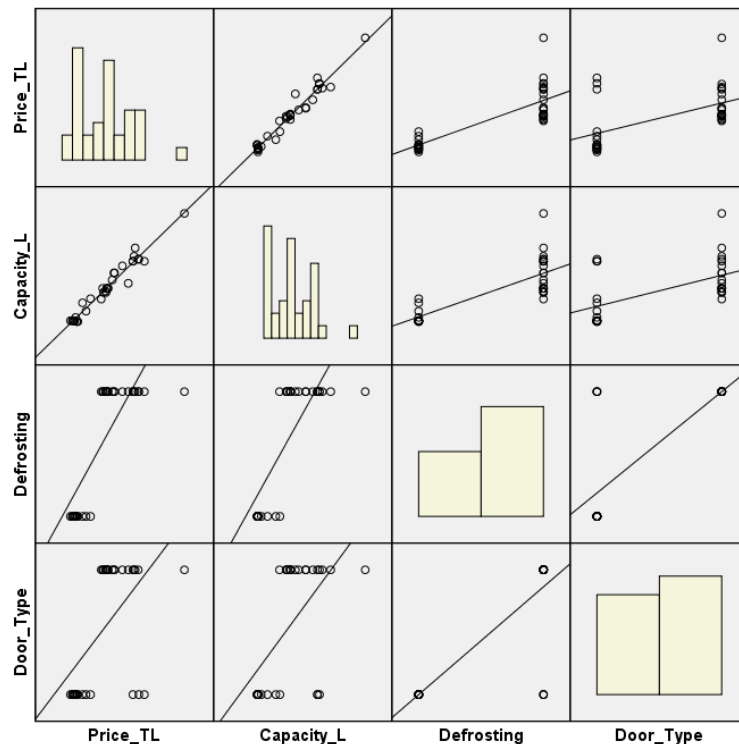 Price_TL
Capacity_L
Defrosting
Door_Type
Price_TL
Capacity_L
Defrosting
Door_Type